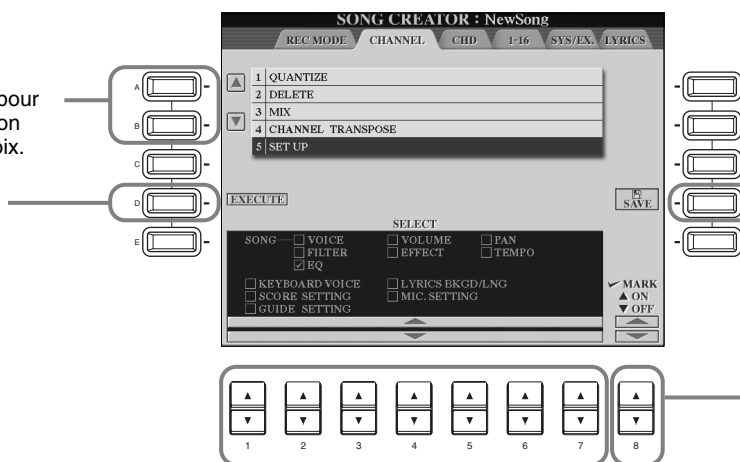 SONG CREATOR : NewSong
REC MODE CHANNEL CHD 1-16 SYS/EX. LYRICS
pour
on
oix.
A
B
C
D
E
1 QUANTIZE
2 DELETE
3 MIX
4 CHANNEL TRANSPOSE
5 SET UP
EXECUTE
SAVE
SELECT
SONG VOICE VOLUME PAN
FILTER EFFECT TEMPO
EQ
KEYBOARD VOICE LYRICS BKGD/LNG
SCORE SETTING MIC. SETTING
GUIDE SETTING
MARK
▲ ON
▼ OFF
1 2 3 4 5 6 7 8